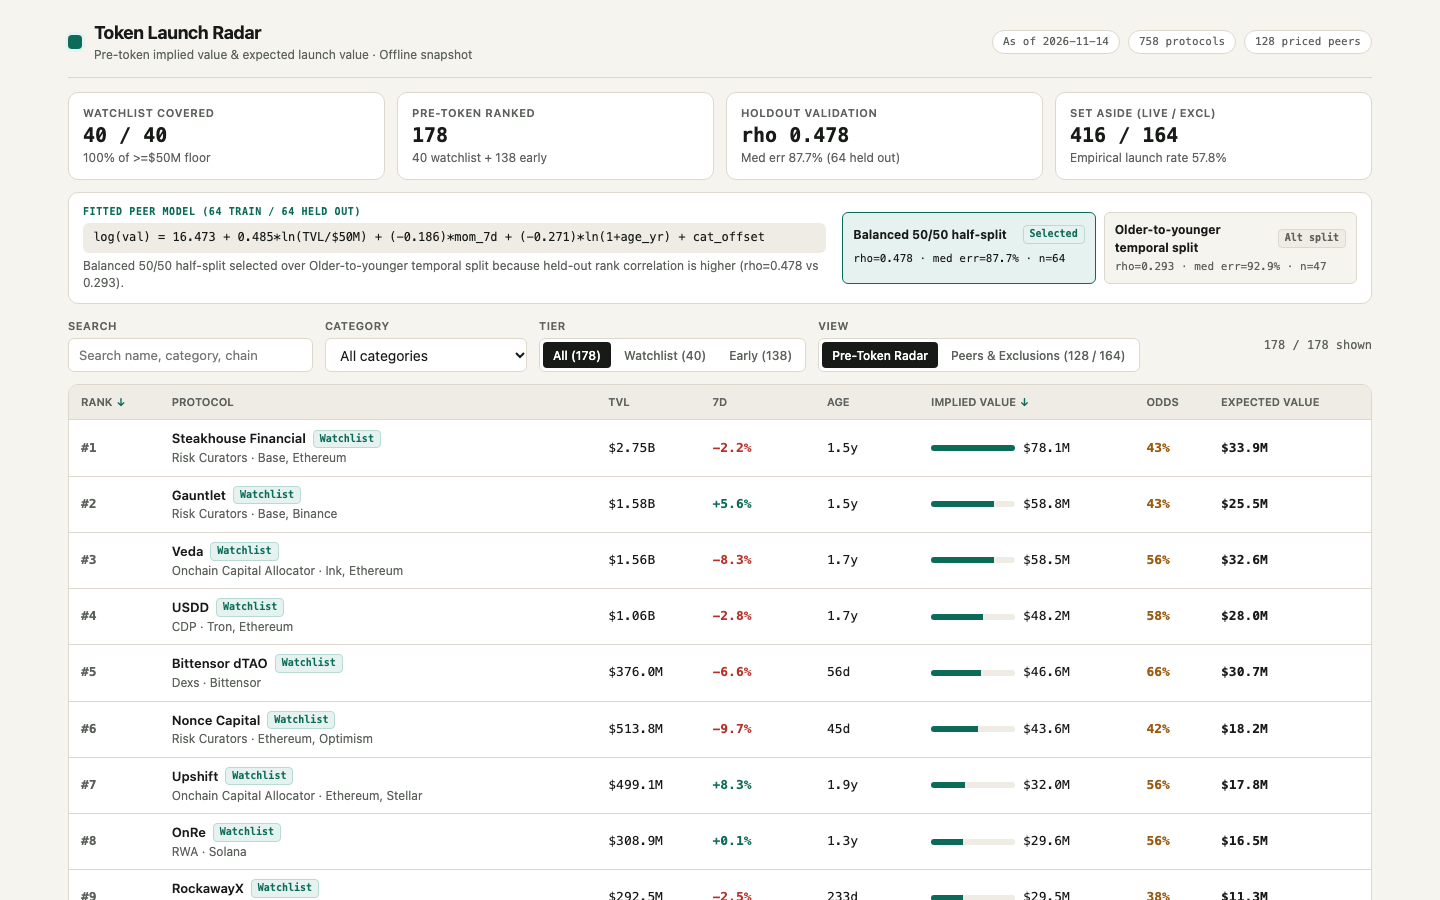 Token Launch Radar
Pre-token implied value & expected launch value · Offline snapshot
As of 2026–11–14
758 protocols
128 priced peers
WATCHLIST COVERED
40 / 40
100% of >=$50M floor
PRE-TOKEN RANKED
178
40 watchlist + 138 early
HOLDOUT VALIDATION
rho 0.478
Med err 87.7% (64 held out)
SET ASIDE (LIVE / EXCL)
416 / 164
Empirical launch rate 57.8%
FITTED PEER MODEL (64 TRAIN / 64 HELD OUT)
log(val) = 16.473 + 0.485*ln(TVL/$50M) + (−0.186)*mom_7d + (−0.271)*ln(1+age_yr) + cat_offset
Balanced 50/50 half-split selected over Older-to-younger temporal split because held-out rank correlation is higher (rho=0.478 vs
0.293).
Balanced 50/50 half-split
Selected
rho=0.478 · med err=87.7% · n=64
Older-to-younger
temporal split
Alt split
rho=0.293 · med err=92.9% · n=47
SEARCH
CATEGORY
TIER
VIEW
Search name, category, chain
All categories
All (178)
Watchlist (40)
Early (138)
Pre-Token Radar
Peers & Exclusions (128 / 164)
178 / 178 shown
RANK ↓ PROTOCOL TVL 7D AGE IMPLIED VALUE ↓ ODDS EXPECTED VALUE
#1 Steakhouse Financial Watchlist $2.75B −2.2% 1.5y $78.1M 43% $33.9M
Risk Curators · Base, Ethereum
#2 Gauntlet Watchlist $1.58B +5.6% 1.5y $58.8M 43% $25.5M
Risk Curators · Base, Binance
#3 Veda Watchlist $1.56B −8.3% 1.7y $58.5M 56% $32.6M
Onchain Capital Allocator · Ink, Ethereum
#4 USDD Watchlist $1.06B −2.8% 1.7y $48.2M 58% $28.0M
CDP · Tron, Ethereum
#5 Bittensor dTAO Watchlist $376.0M −6.6% 56d $46.6M 66% $30.7M
Dexs · Bittensor
#6 Nonce Capital Watchlist $513.8M −9.7% 45d $43.6M 42% $18.2M
Risk Curators · Ethereum, Optimism
#7 Upshift Watchlist $499.1M +8.3% 1.9y $32.0M 56% $17.8M
Onchain Capital Allocator · Ethereum, Stellar
#8 OnRe Watchlist $308.9M +0.1% 1.3y $29.6M 56% $16.5M
RWA · Solana
#9 RockawayX Watchlist $292.5M −2.5% 233d $29.5M 38% $11.3M